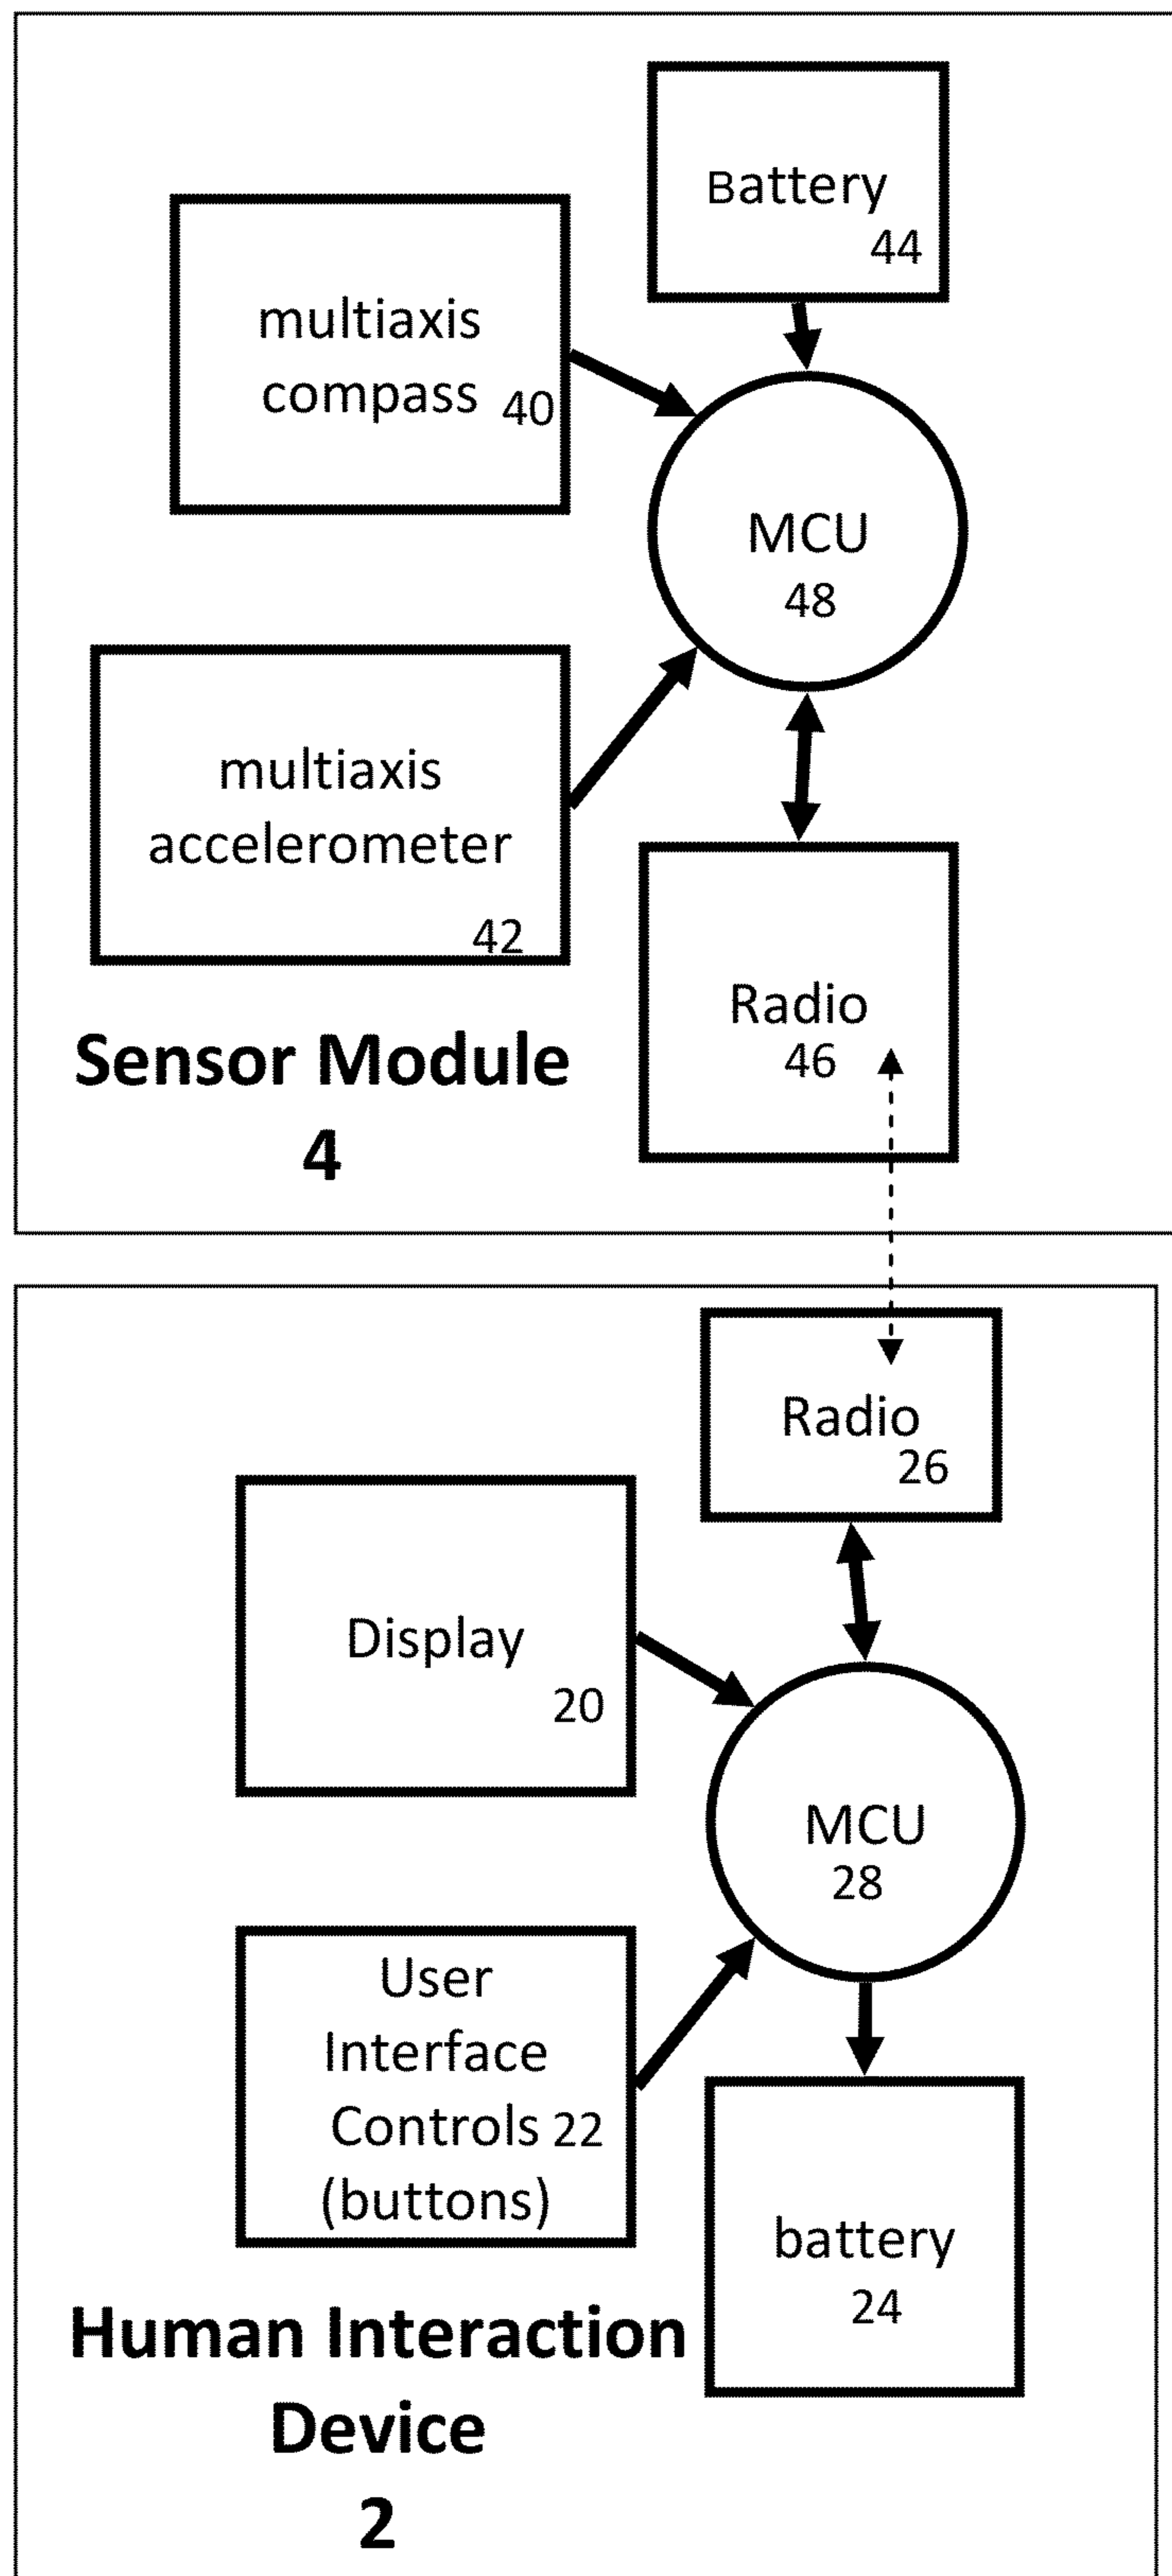 Battery
44
multiaxis
compass 40
MCU
48
multiaxis
accelerometer
42
Radio
46
Sensor Module
4
Radio
26
Display
20
MCU
28
User
Interface
Controls 22
(buttons)
battery
24
Human Interaction
Device
2